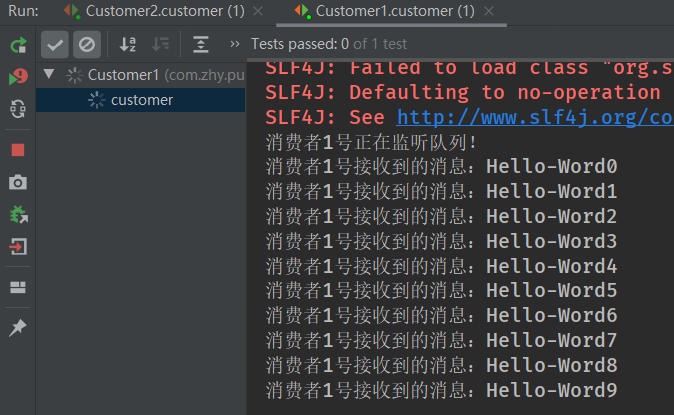 Run:
Customer2.customer (1)
Customer1.customer (1)
Tests passed: 0 of 1 test
Customer1 (com.zhy.pu
customer
SLF4J: Failed to load class "org.s
SLF4J: Defaulting to no-operation
SLF4J: See http://www.slf4j.org/co
消费者1号正在监听队列!
消费者1号接收到的消息：Hello-Word0
消费者1号接收到的消息：Hello-Word1
消费者1号接收到的消息：Hello-Word2
消费者1号接收到的消息：Hello-Word3
消费者1号接收到的消息：Hello-Word4
消费者1号接收到的消息：Hello-Word5
消费者1号接收到的消息：Hello-Word6
消费者1号接收到的消息：Hello-Word7
消费者1号接收到的消息：Hello-Word8
消费者1号接收到的消息：Hello-Word9